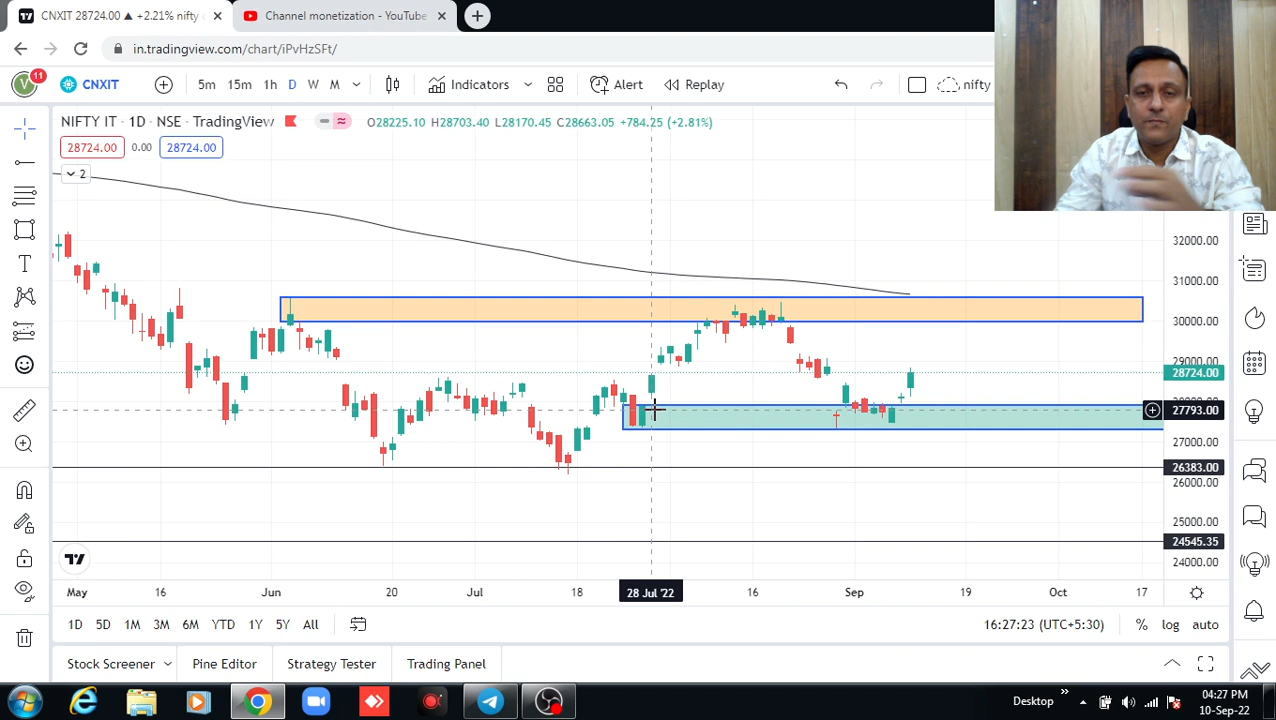 CNXIT 28724.00 ▲ +2.21% nifty
Channel monetization - YouTube
in.tradingview.com/chart/iPvHzSFt/
V
11
CNXIT
5m 15m 1h D W M
Indicators
Alert
Replay
nifty
NIFTY IT · 1D · NSE · TradingView
O28225.10 H28703.40 L28170.45 C28663.05 +784.25 (+2.81%)
28724.00 0.00 28724.00
2
32000.00
31000.00
30000.00
29000.00
28724.00
27793.00
27000.00
26383.00
26000.00
25000.00
24545.35
24000.00
May 16 Jun 20 Jul 18 28 Jul '22 16 Sep 19 Oct 17
1D 5D 1M 3M 6M YTD 1Y 5Y All
16:27:23 (UTC+5:30)
% log auto
Stock Screener Pine Editor Strategy Tester Trading Panel
Desktop
04:27 PM
10-Sep-22